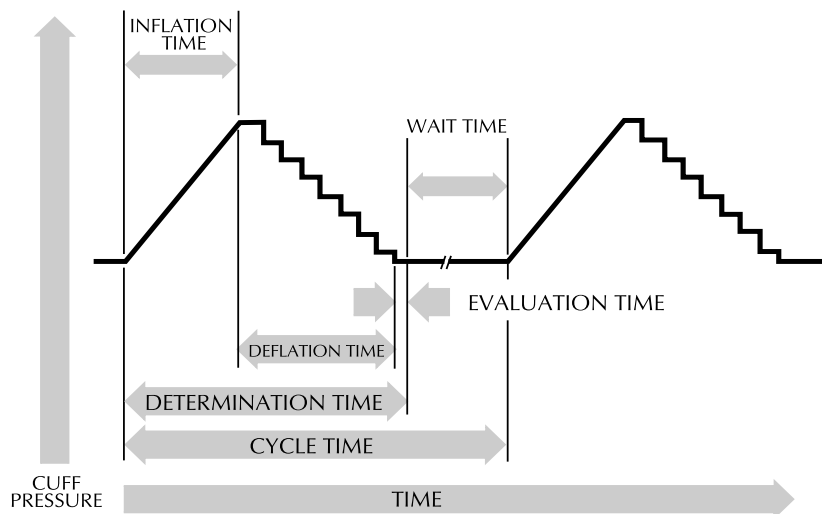 INFLATION
TIME
WAIT TIME
EVALUATION TIME
DEFLATION TIME
DETERMINATION TIME
CYCLE TIME
CUFF
PRESSURE
TIME